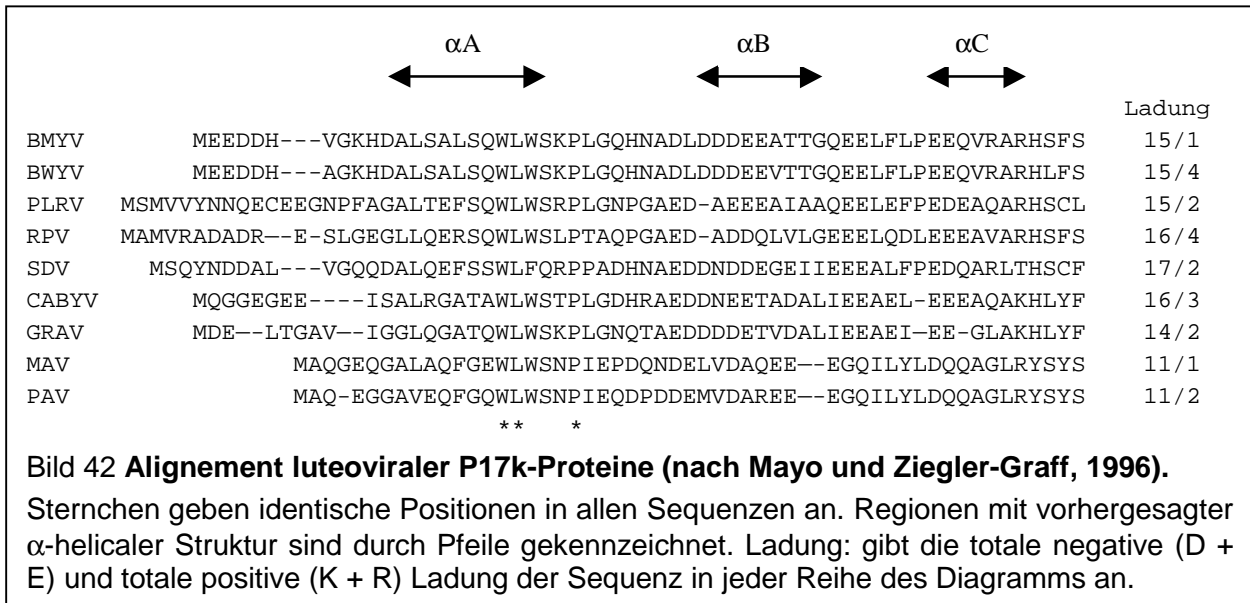 αA αB αC
Ladung
BMYV MEEDDH---VGKHDALSALSQWLWSKPLGQHNADLDDDEEATTGQEELFLPEEQVRARHSFS 15/1
BWYV MEEDDH---AGKHDALSALSQWLWSKPLGQHNADLDDDEEVTTGQEELFLPEEQVRARHLFS 15/4
PLRV MSMVVYNNQECEEGNPFAGALTEFSQWLWSRPLGNPGAED-AEEEAIAAQEELEFPEDEAQARHSCL 15/2
RPV MAMVRADADR—-E-SLGEGLLQERSQWLWSLPTAQPGAED-ADDQLVLGEEELQDLEEEAVARHSFS 16/4
SDV MSQYNDDAL---VGQQDALQEFSSWLFQRPPADHNAEDDNDDEGEIIEEEALFPEDQARLTHSCF 17/2
CABYV MQGGEGEE----ISALRGATAWLWSTPLGDHRAEDDNEETADALIEEAEL-EEEAQAKHLYF 16/3
GRAV MDE—-LTGAV—-IGGLQGATQWLWSKPLGNQTAEDDDDETVDALIEEAEI—EE-GLAKHLYF 14/2
MAV MAQGEQGALAQFGEWLWSNPIEPDQNDELVDAQEE—-EGQILYLDQQAGLRYSYS 11/1
PAV MAQ-EGGAVEQFGQWLWSNPIEQDPDDEMVDAREE—-EGQILYLDQQAGLRYSYS 11/2
** *
Bild 42 Alignement luteoviraler P17k-Proteine (nach Mayo und Ziegler-Graff, 1996).
Sternchen geben identische Positionen in allen Sequenzen an. Regionen mit vorhergesagter
α-helicaler Struktur sind durch Pfeile gekennzeichnet. Ladung: gibt die totale negative (D +
E) und totale positive (K + R) Ladung der Sequenz in jeder Reihe des Diagramms an.